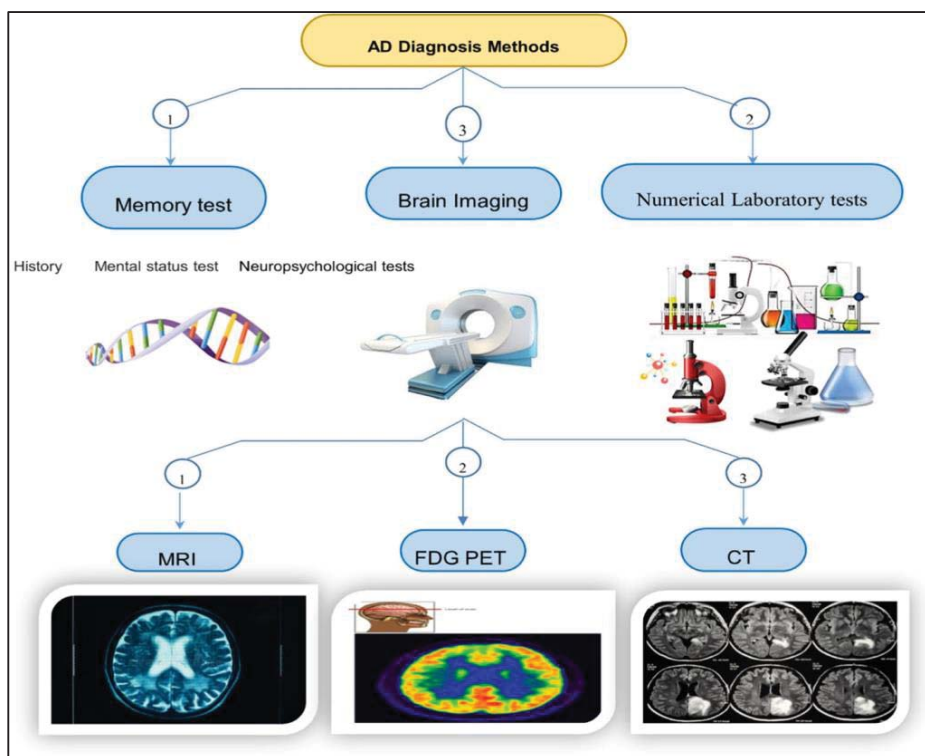 AD Diagnosis Methods
1
3
2
Memory test
Brain Imaging
Numerical Laboratory tests
History Mental status test Neuropsychological tests
1
2
3
MRI
FDG PET
CT